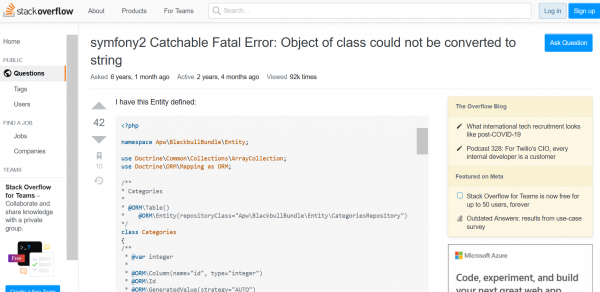 stackoverflow
About
Products
For Teams
Search...
Log in
Sign up
Home
PUBLIC
Questions
Tags
Users
FIND A JOB
Jobs
Companies
TEAMS
Stack Overflow
for Teams –
Collaborate and
share knowledge
with a private
group.
>_?
Free
symfony2 Catchable Fatal Error: Object of class could not be converted to
string
Ask Question
Asked 6 years, 1 month ago Active 2 years, 4 months ago Viewed 92k times
42
10
I have this Entity defined:
<?php
namespace Apw\BlackbullBundle\Entity;
use Doctrine\Common\Collections\ArrayCollection;
use Doctrine\ORM\Mapping as ORM;
/**
* Categories
*
* @ORM\Table()
* @ORM\Entity(repositoryClass="Apw\BlackbullBundle\Entity\CategoriesRepository")
*/
class Categories
{
/**
* @var integer
*
* @ORM\Column(name="id", type="integer")
* @ORM\Id
* @ORM\GeneratedValue(strategy="AUTO")
The Overflow Blog
What international tech recruitment looks
like post-COVID-19
Podcast 328: For Twilio's CIO, every
internal developer is a customer
Featured on Meta
Stack Overflow for Teams is now free for
up to 50 users, forever
Outdated Answers: results from use-case
survey
Microsoft Azure
Code, experiment, and build
your next great web app